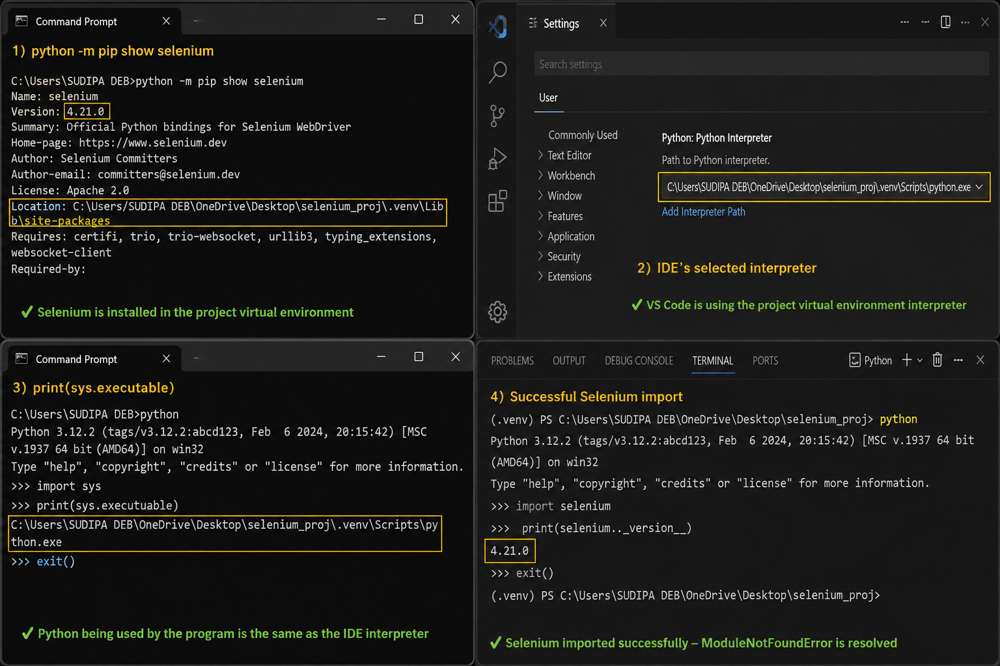 Command Prompt
1) python -m pip show selenium
C:\Users\SUDIPA DEB>python -m pip show selenium
Name: selenium
Version: 4.21.0
Summary: Official Python bindings for Selenium WebDriver
Home-page: https://www.selenium.dev
Author: Selenium Committers
Author-email: committers@selenium.dev
License: Apache 2.0
Location: C:\Users/SUDIPA DEB\OneDrive\Desktop\selenium_proj\.venv\Lib
b\site-packages
Requires: certifi, trio, trio-websocket, urllib3, typing_extensions,
websocket-client
Required-by:
✔ Selenium is installed in the project virtual environment
Settings
Search settings
User
Commonly Used
Text Editor
Workbench
Window
Features
Application
Security
Extensions
Python: Python Interpreter
Path to Python interpreter.
C:\Users\SUDIPA DEB\OneDrive\Desktop\selenium_proj\.venv\Scripts\python.exe
Add Interpreter Path
2) IDE's selected interpreter
✔ VS Code is using the project virtual environment interpreter
Command Prompt
3) print(sys.executable)
C:\Users\SUDIPA DEB>python
Python 3.12.2 (tags/v3.12.2:abcd123, Feb  6 2024, 20:15:42) [MSC
v.1937 64 bit (AMD64)] on win32
Type "help", "copyright", "credits" or "license" for more information.
>>> import sys
>>> print(sys.executuable)
C:\Users\SUDIPA DEB\OneDrive\Desktop\selenium_proj\.venv\Scripts\py
thon.exe
>>> exit()
✔ Python being used by the program is the same as the IDE interpreter
PROBLEMS OUTPUT DEBUG CONSOLE TERMINAL PORTS Python
4) Successful Selenium import
(.venv) PS C:\Users\SUDIPA DEB\OneDrive\Desktop\selenium_proj> python
Python 3.12.2 (tags/v3.12.2:abcd123, Feb  6 2024, 20:15:42) [MSC v.1937 64 bit
(AMD64)] on win32
Type "help", "copyright", "credits" or "license" for more information.
>>> import selenium
>>>  print(selenium.._version__)
4.21.0
>>> exit()
(.venv) PS C:\Users\SUDIPA DEB\OneDrive\Desktop\selenium_proj>
✔ Selenium imported successfully – ModuleNotFoundError is resolved